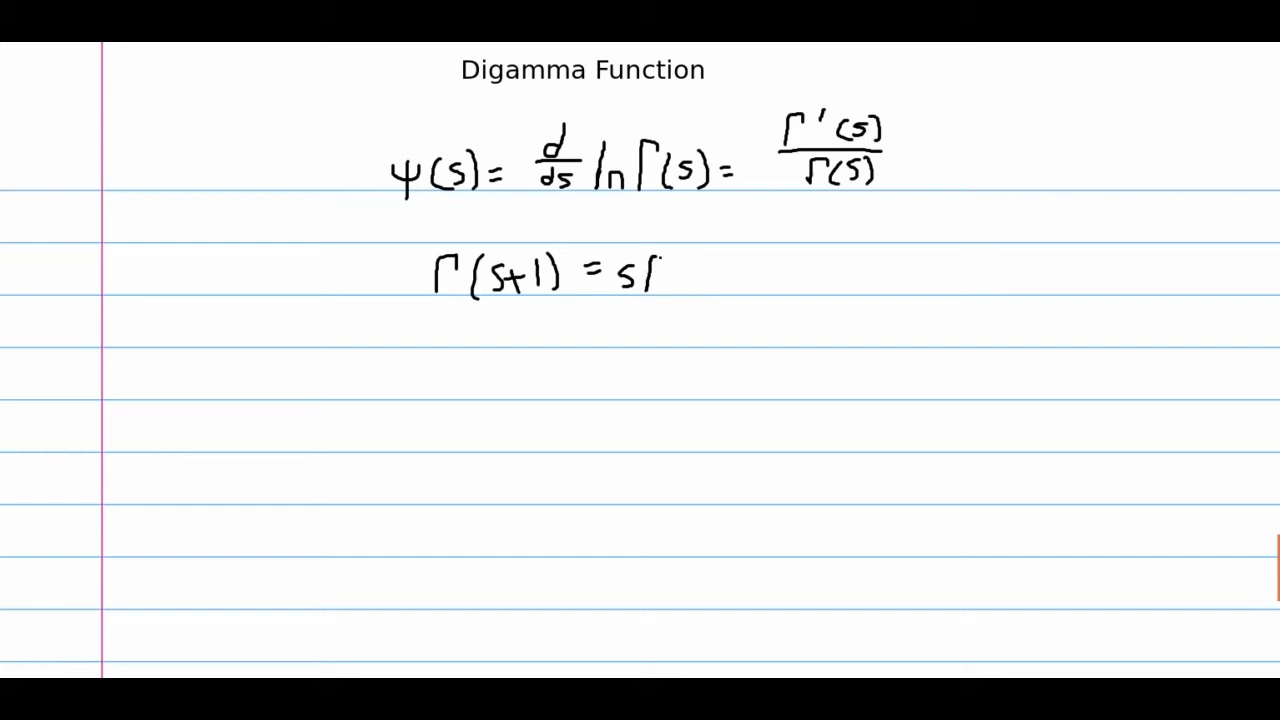 Digamma Function
ψ(s) = d/ds ln Γ(s) = Γ'(s)/Γ(s)
Γ(s+1) = sΓ